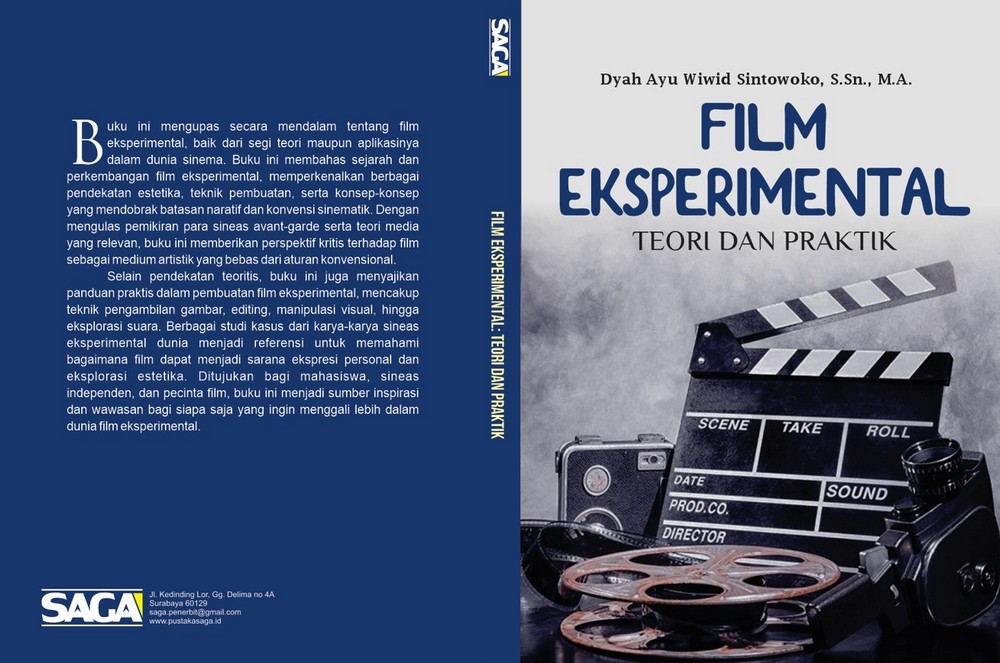 Buku ini mengupas secara mendalam tentang film
eksperimental, baik dari segi teori maupun aplikasinya
dalam dunia sinema. Buku ini membahas sejarah dan
perkembangan film eksperimental, memperkenalkan berbagai
pendekatan estetika, teknik pembuatan, serta konsep-konsep
yang mendobrak batasan naratif dan konvensi sinematik. Dengan
mengulas pemikiran para sineas avant-garde serta teori media
yang relevan, buku ini memberikan perspektif kritis terhadap film
sebagai medium artistik yang bebas dari aturan konvensional.
Selain pendekatan teoritis, buku ini juga menyajikan
panduan praktis dalam pembuatan film eksperimental, mencakup
teknik pengambilan gambar, editing, manipulasi visual, hingga
eksplorasi suara. Berbagai studi kasus dari karya-karya sineas
eksperimental dunia menjadi referensi untuk memahami
bagaimana film dapat menjadi sarana ekspresi personal dan
eksplorasi estetika. Ditujukan bagi mahasiswa, sineas
independen, dan pecinta film, buku ini menjadi sumber inspirasi
dan wawasan bagi siapa saja yang ingin menggali lebih dalam
dunia film eksperimental.
SAGA
Jl. Kedinding Lor, Gg. Delima no 4A
Surabaya 60129
saga.penerbit@gmail.com
www.pustakasaga.id
SAGA
FILM EKSPERIMENTAL: TEORI DAN PRAKTIK
Dyah Ayu Wiwid Sintowoko, S.Sn., M.A.
FILM
EKSPERIMENTAL
TEORI DAN PRAKTIK
SCENE TAKE ROLL
DATE
SOUND
PROD.CO.
DIRECTOR